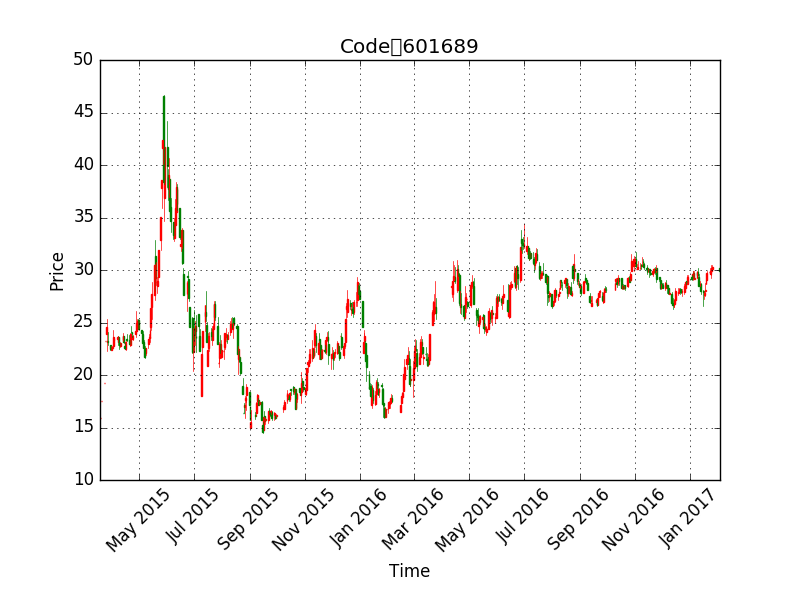 Code▯601689
Price
50
45
40
35
30
25
20
15
10
May 2015
Jul 2015
Sep 2015
Nov 2015
Jan 2016
Mar 2016
May 2016
Jul 2016
Sep 2016
Nov 2016
Jan 2017
Time